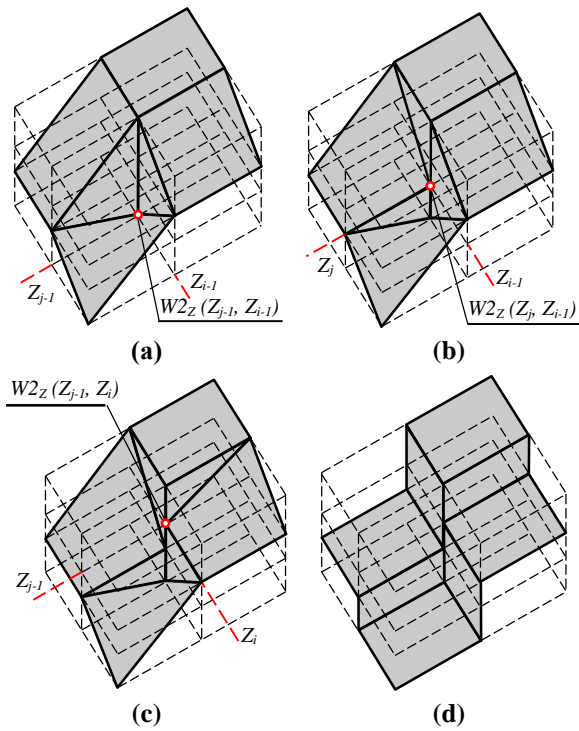 Z_{j-1}
Z_{i-1}
W2_Z (Z_{j-1}, Z_{i-1})
(a)
Z_j
Z_{i-1}
W2_Z (Z_j, Z_{i-1})
(b)
W2_Z (Z_{j-1}, Z_i)
Z_{j-1}
Z_i
(c)
(d)